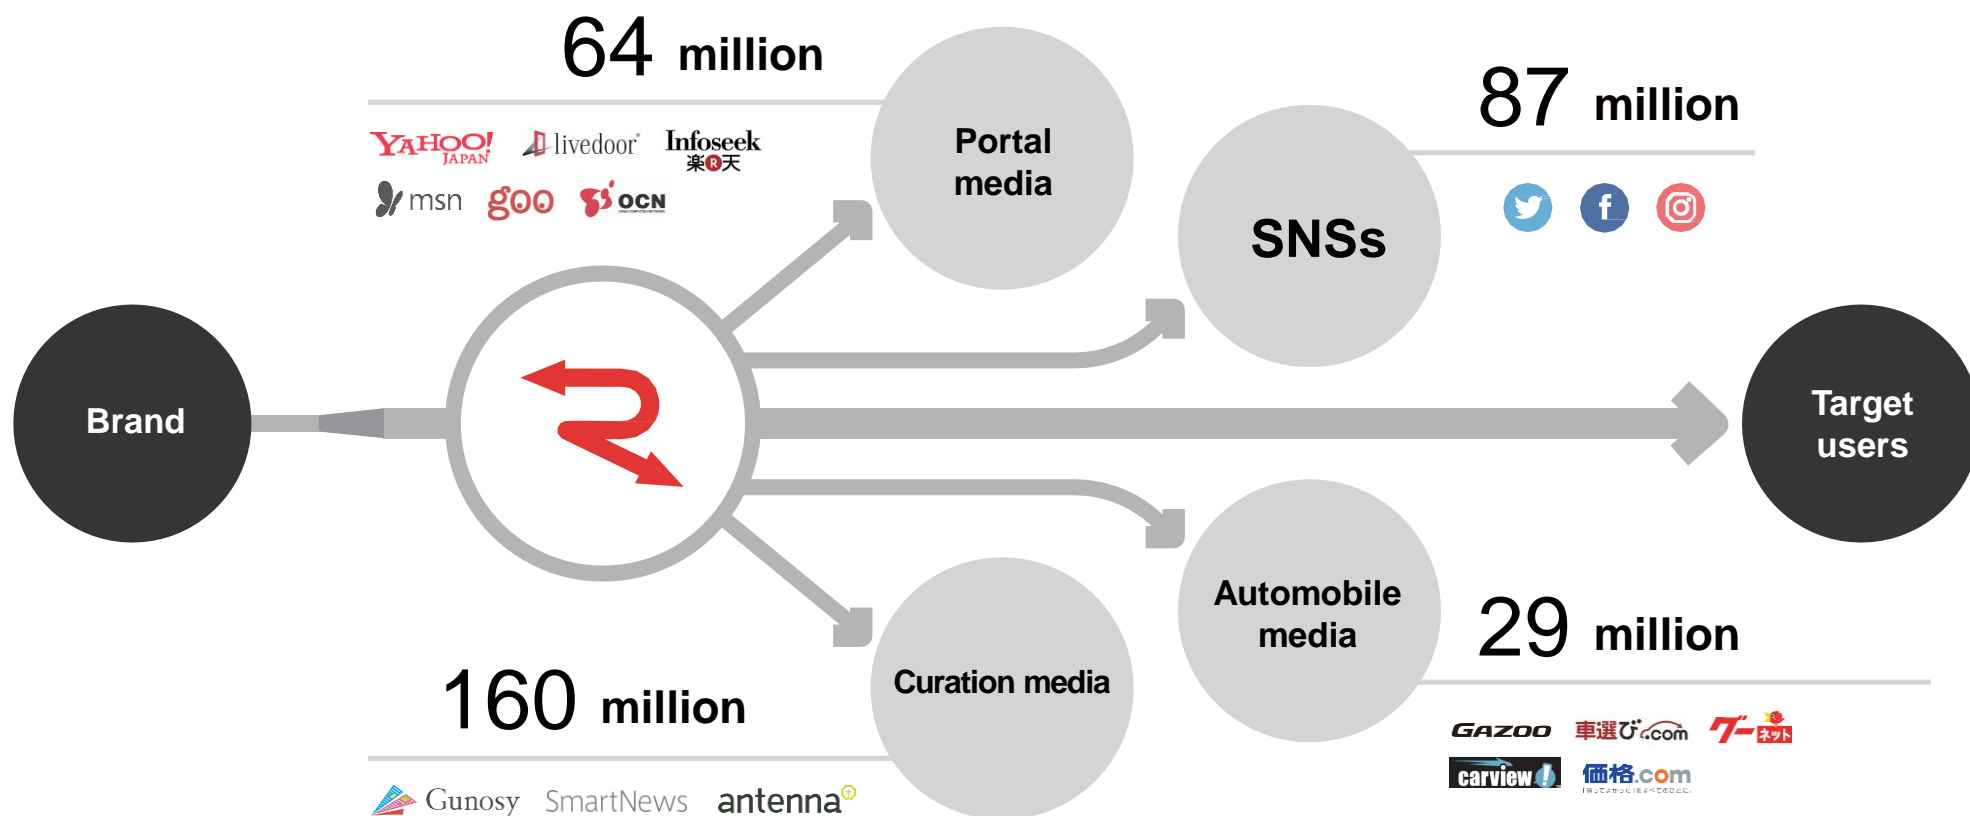 64 million
YAHOO!
JAPAN
livedoor
Infoseek
楽R天
msn
goo
OCN
Portal
media
87 million
SNSs
Brand
Target
users
160 million
Curation media
Gunosy
SmartNews
antenna
Automobile
media
29 million
GAZOO
車選び.com
グーネット
carview!
価格.com